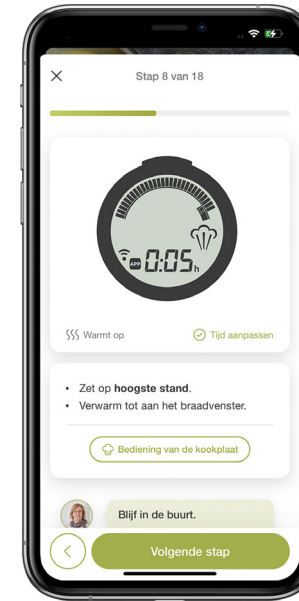 Stap 8 van 18
APP 0:05h
Warmt op
Tijd aanpassen
• Zet op hoogste stand.
• Verwarm tot aan het braadvenster.
Bediening van de kookplaat
Blijf in de buurt.
Volgende stap